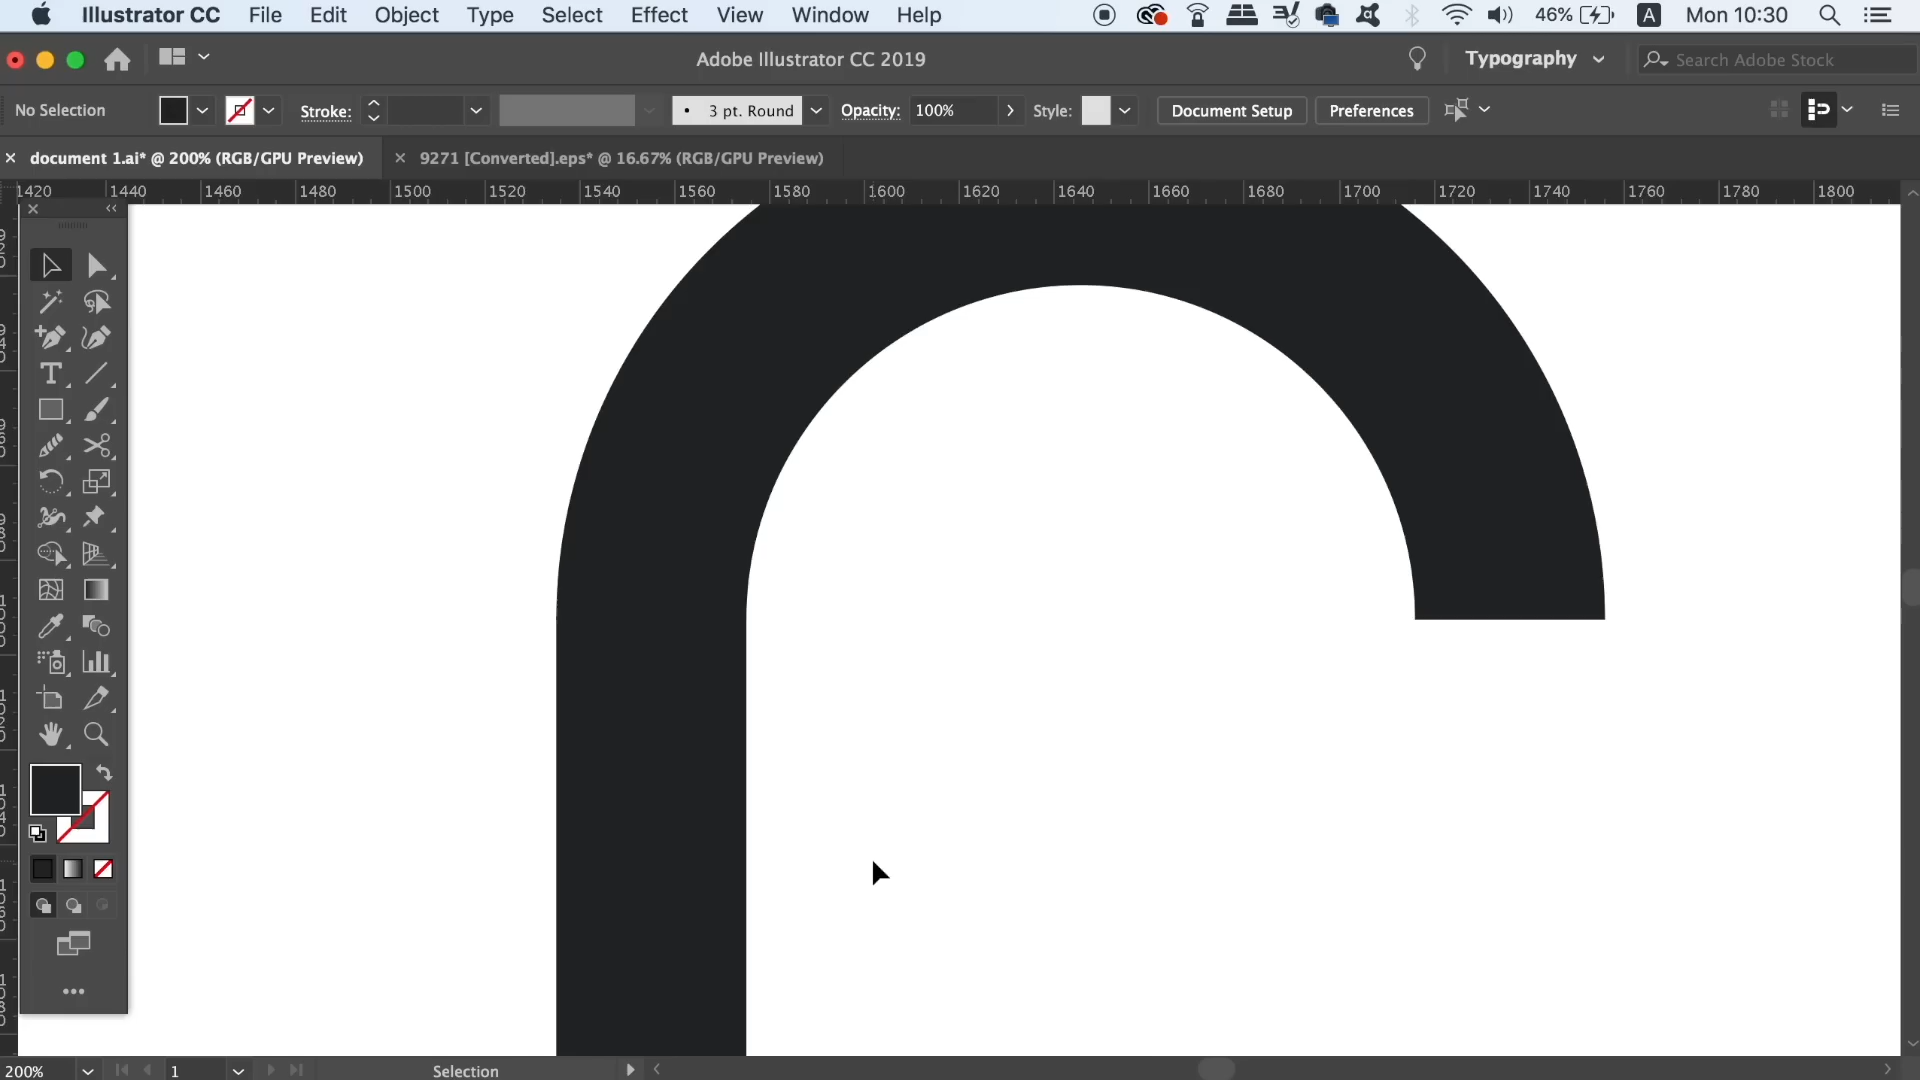 Illustrator CC File Edit Object Type Select Effect View Window Help 46% A Mon 10:30
Adobe Illustrator CC 2019 Typography Search Adobe Stock
No Selection Stroke: 3 pt. Round Opacity: 100% Style: Document Setup Preferences
document 1.ai* @ 200% (RGB/GPU Preview) 9271 [Converted].eps* @ 16.67% (RGB/GPU Preview)
1420 1440 1460 1480 1500 1520 1540 1560 1580 1600 1620 1640 1660 1680 1700 1720 1740 1760 1780 1800
200% 1 Selection